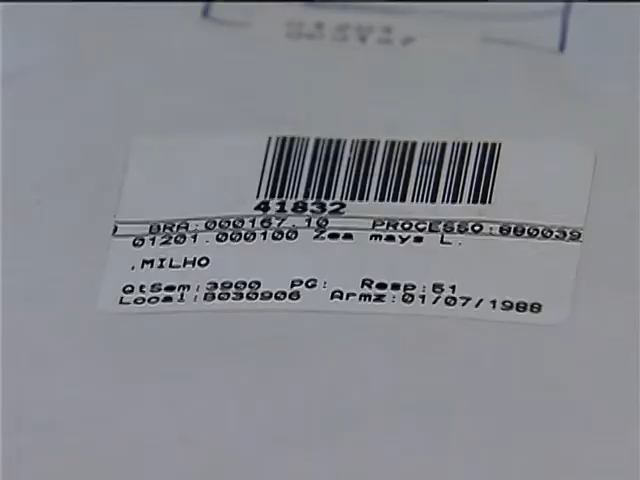 41832
BRA:000167.10 PROCESSO:880039
01201.000100 Zea mays L.
,MILHO
QtSem:3900 PG: Resp:51
Local:B030906 Armz:01/07/1988